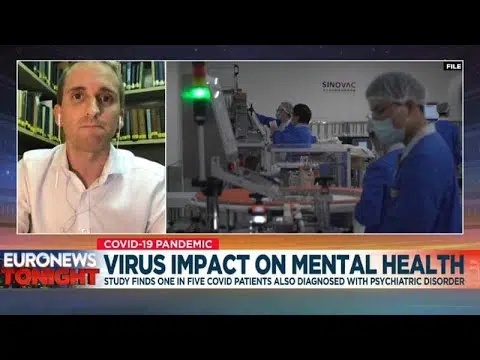 FILE
SINOVAC
COVID-19 PANDEMIC
EURONEWS
TONIGHT
VIRUS IMPACT ON MENTAL HEALTH
STUDY FINDS ONE IN FIVE COVID PATIENTS ALSO DIAGNOSED WITH PSYCHIATRIC DISORDER